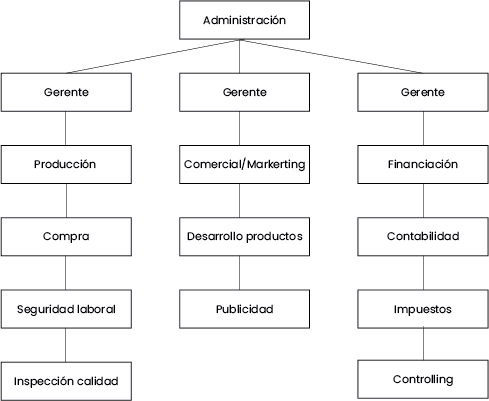 Administración
Gerente
Gerente
Gerente
Producción
Comercial/Markerting
Financiación
Compra
Desarrollo productos
Contabilidad
Seguridad laboral
Publicidad
Impuestos
Inspección calidad
Controlling